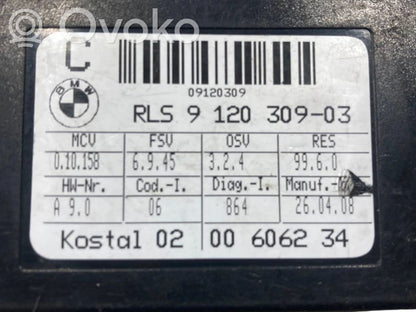 Ovoko
C
BMW
09120309
RLS 9 120 309-03
MCV FSV OSV RES
0.10.158 6.9.45 3.2.4 99.6.0
HW-Nr. Cod.-I. Diag.-I. Manuf.-
A 9.0 06 864 26.04.08
Kostal 02 00 6062 34